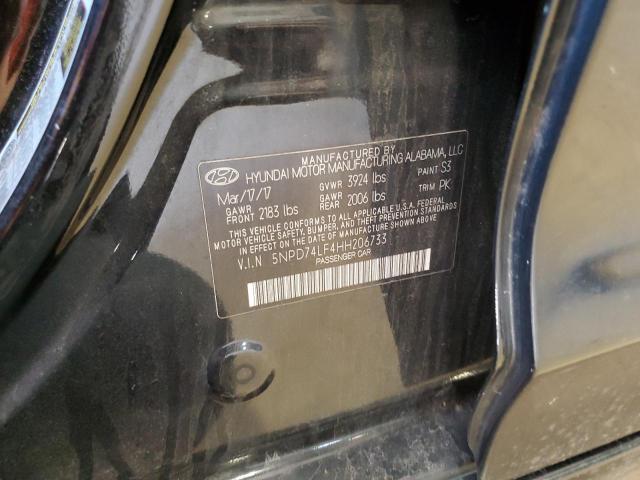 MANUFACTURED BY
HYUNDAI MOTOR MANUFACTURING ALABAMA, LLC
Mar/17/17 GVWR 3924 lbs PAINT S3
GAWR FRONT 2183 lbs GAWR REAR 2006 lbs TRIM PK
THIS VEHICLE CONFORMS TO ALL APPLICABLE U.S.A. FEDERAL
MOTOR VEHICLE SAFETY, BUMPER, AND THEFT PREVENTION
STANDARDS IN EFFECT ON THE DATE OF MANUFACTURE SHOWN ABOVE.
V.I.N 5NPD74LF4HH206733
PASSENGER CAR